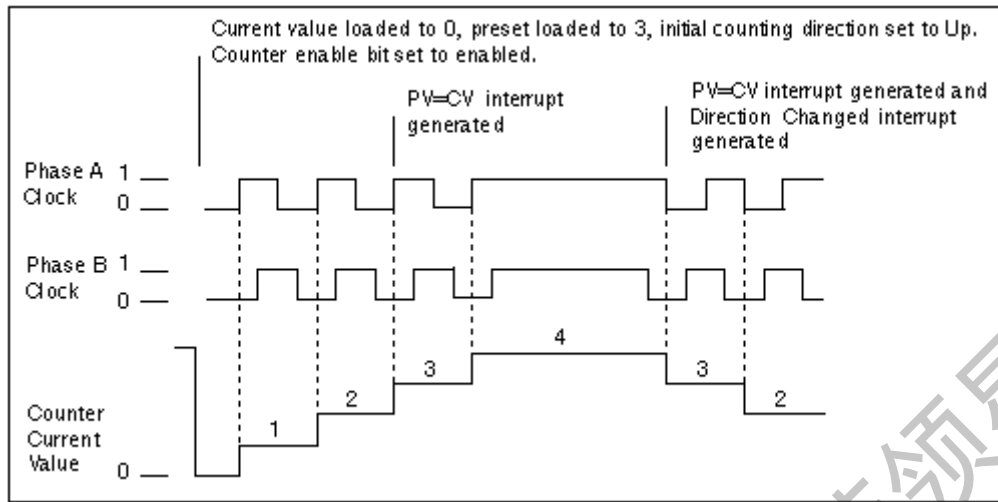 Current value loaded to 0, preset loaded to 3, initial counting direction set to Up.
Counter enable bit set to enabled.
PV=CV interrupt
generated
PV=CV interrupt generated and
Direction Changed interrupt
generated
Phase A 1
Clock
0
Phase B 1
Clock
0
4
3
3
2
2
1
Counter
Current
Value
0
领